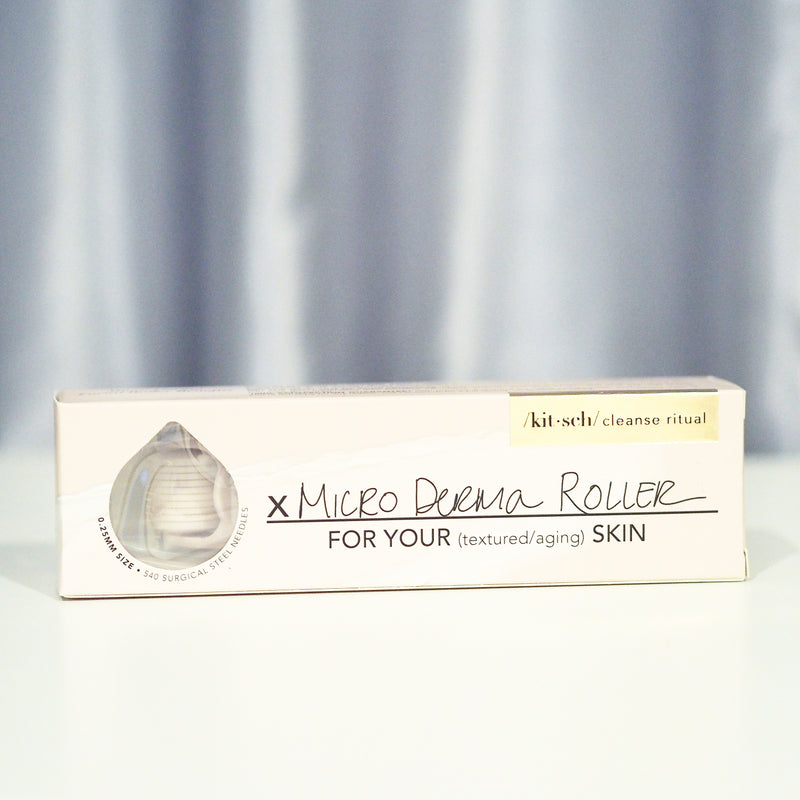 /kit·sch/ cleanse ritual
x MICRO DERMA ROLLER
FOR YOUR (textured/aging) SKIN
0.25MM SIZE • 540 SURGICAL STEEL NEEDLES